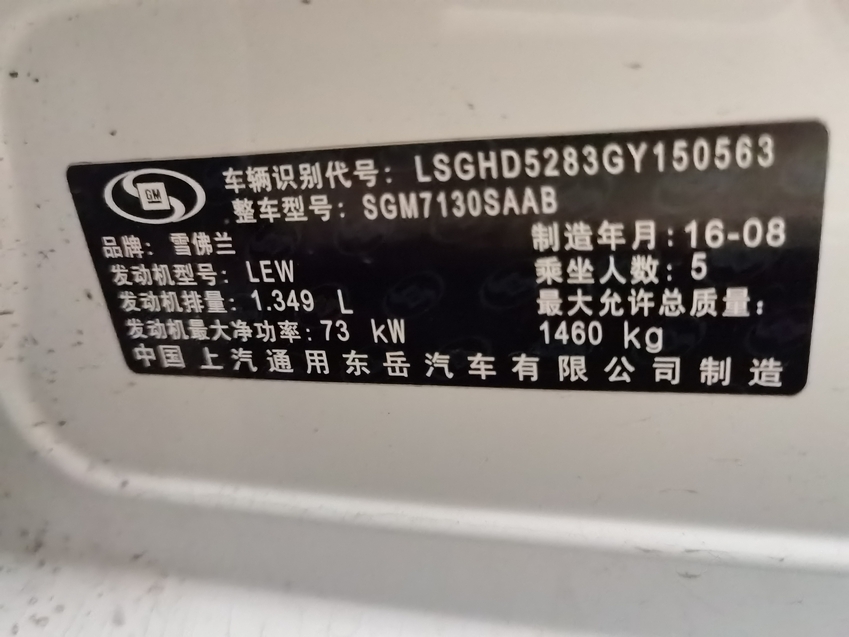 GM
车辆识别代号: LSGHD5283GY150563
整车型号: SGM7130SAAB
品牌: 雪佛兰
制造年月:16-08
发动机型号: LEW
乘坐人数: 5
发动机排量: 1.349 L
最大允许总质量:
发动机最大净功率:73 kW
1460 kg
中国上汽通用东岳汽车有限公司制造